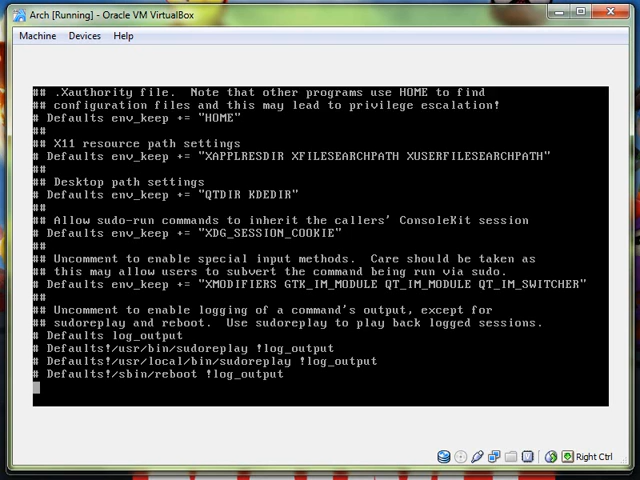 Arch [Running] - Oracle VM VirtualBox
Machine Devices Help
## .Xauthority file.  Note that other programs use HOME to find
## configuration files and this may lead to privilege escalation!
# Defaults env_keep += "HOME"
##
## X11 resource path settings
# Defaults env_keep += "XAPPLRESDIR XFILESEARCHPATH XUSERFILESEARCHPATH"
##
## Desktop path settings
# Defaults env_keep += "QTDIR KDEDIR"
##
## Allow sudo-run commands to inherit the callers' ConsoleKit session
# Defaults env_keep += "XDG_SESSION_COOKIE"
##
## Uncomment to enable special input methods.  Care should be taken as
## this may allow users to subvert the command being run via sudo.
# Defaults env_keep += "XMODIFIERS GTK_IM_MODULE QT_IM_MODULE QT_IM_SWITCHER"
##
## Uncomment to enable logging of a command's output, except for
## sudoreplay and reboot.  Use sudoreplay to play back logged sessions.
# Defaults log_output
# Defaults!/usr/bin/sudoreplay !log_output
# Defaults!/usr/local/bin/sudoreplay !log_output
# Defaults!/sbin/reboot !log_output
Right Ctrl